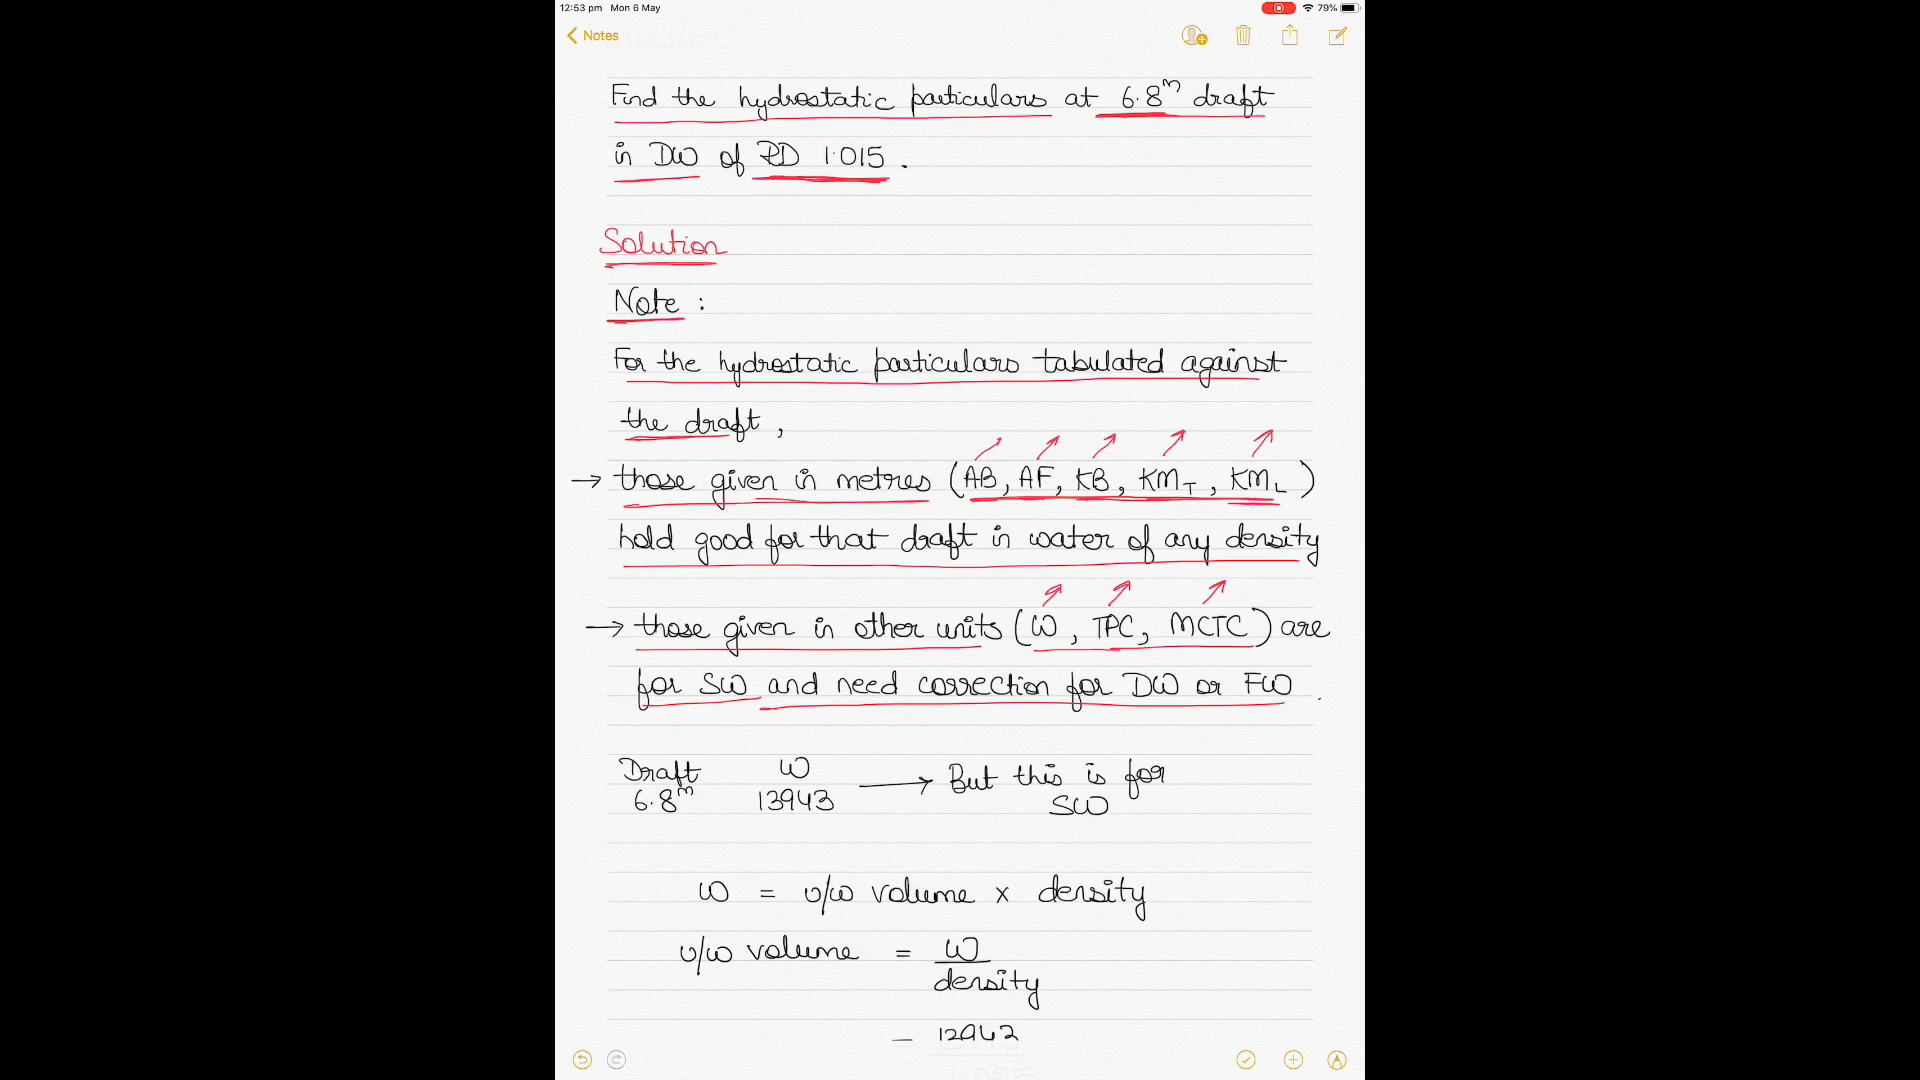 12:53 pm Mon 6 May
79%
Notes
Find the hydrostatic particulars at 6.8m draft
in DW of RD 1.015.
Solution
Note :
For the hydrostatic particulars tabulated against
the draft,
→ those given in metres (AB, AF, KB, KMT, KML)
hold good for that draft in water of any density
→ those given in other units (W, TPC, MCTC) are
for SW and need correction for DW or FW.
Draft W
6.8m 13943 → But this is for
SW
W = u/w volume x density
u/w volume = W
density